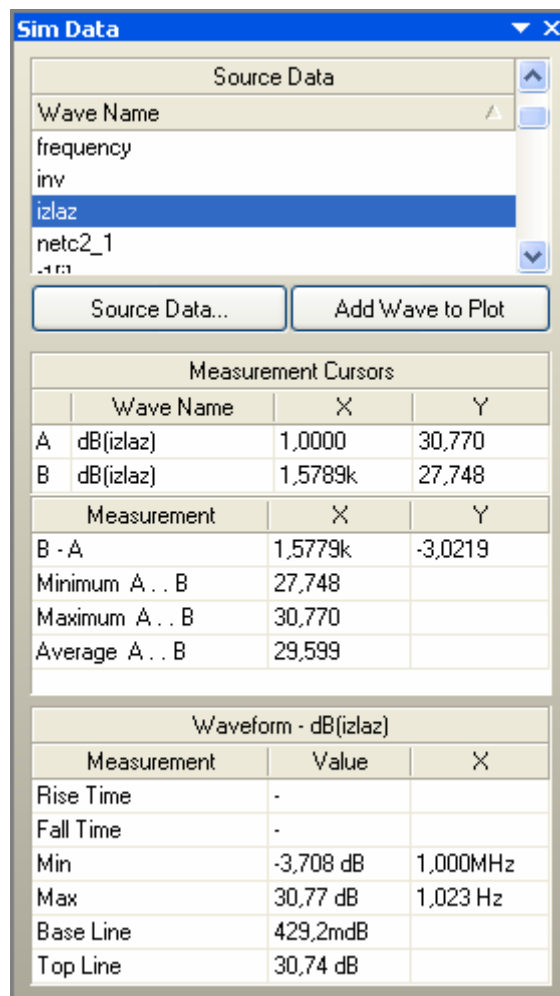 Sim Data
Source Data
Wave Name
frequency
inv
izlaz
netc2_1
Source Data... Add Wave to Plot
Measurement Cursors
Wave Name X Y
A dB(izlaz) 1,0000 30,770
B dB(izlaz) 1,5789k 27,748
Measurement X Y
B - A 1,5779k -3,0219
Minimum A . . B 27,748
Maximum A . . B 30,770
Average A . . B 29,599
Waveform - dB(izlaz)
Measurement Value X
Rise Time -
Fall Time -
Min -3,708 dB 1,000MHz
Max 30,77 dB 1,023 Hz
Base Line 429,2mdB
Top Line 30,74 dB